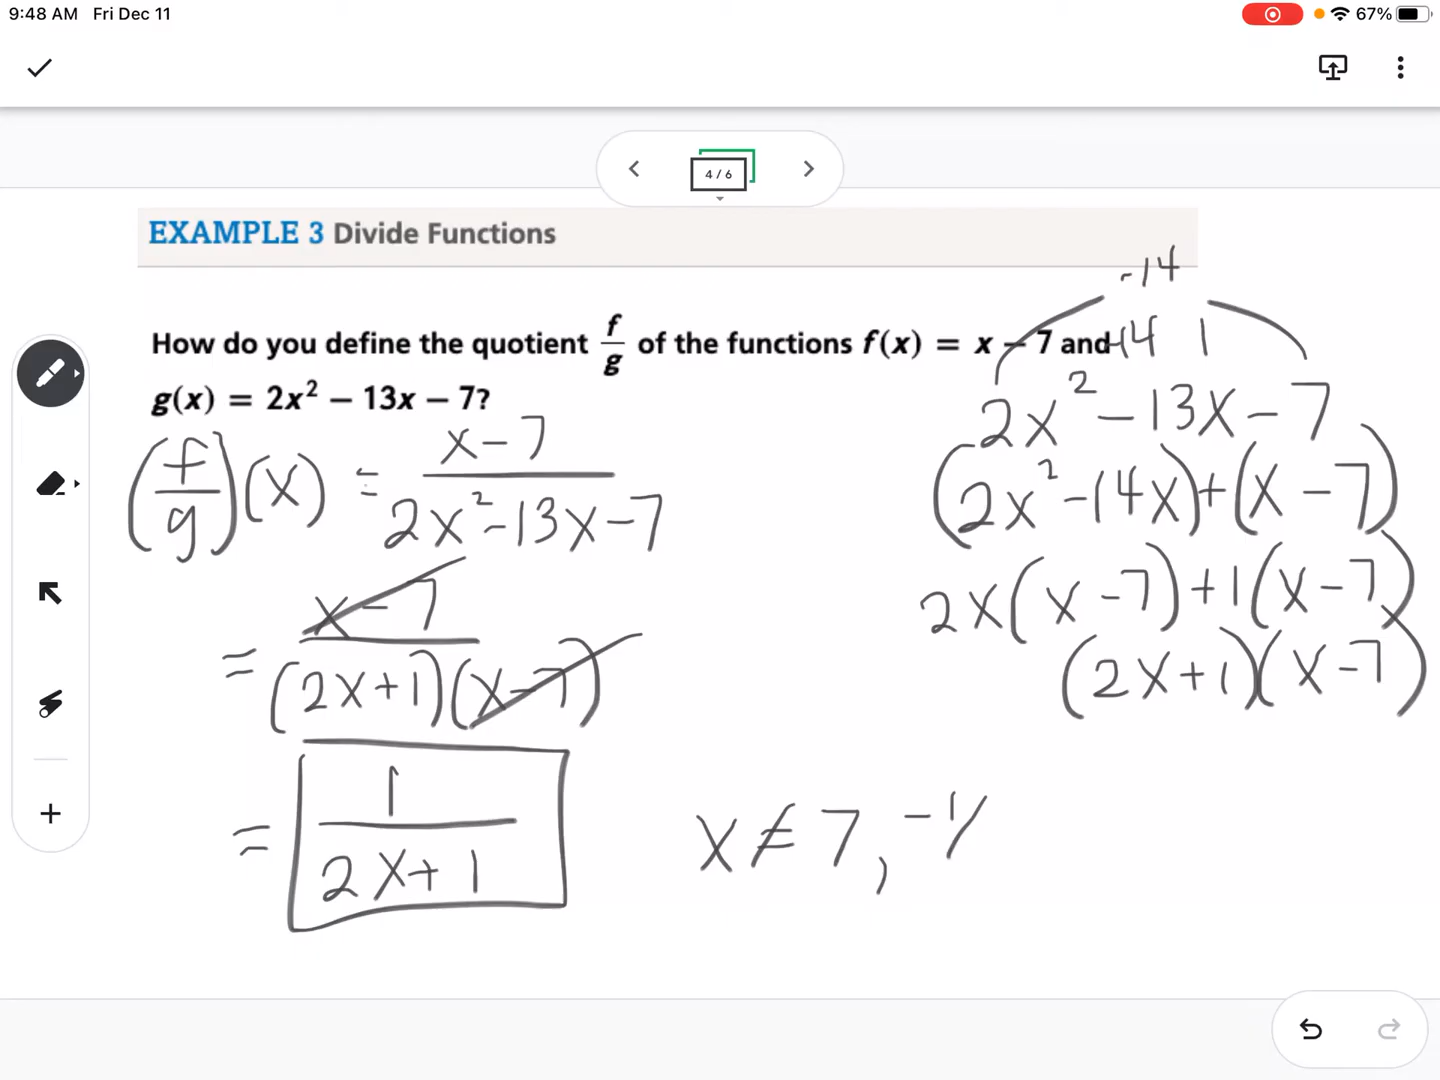 9:48 AM Fri Dec 11
67%
4 / 6
EXAMPLE 3 Divide Functions
How do you define the quotient f/g of the functions f(x) = x − 7 and
g(x) = 2x² − 13x − 7?
(f/g)(x) = x − 7 / 2x² − 13x − 7
= x − 7 / (2x + 1)(x − 7)
= 1 / 2x + 1
x ≠ 7, −1/
-14
-14 1
2x² − 13x − 7
(2x² − 14x) + (x − 7)
2x(x − 7) + 1(x − 7)
(2x + 1)(x − 7)